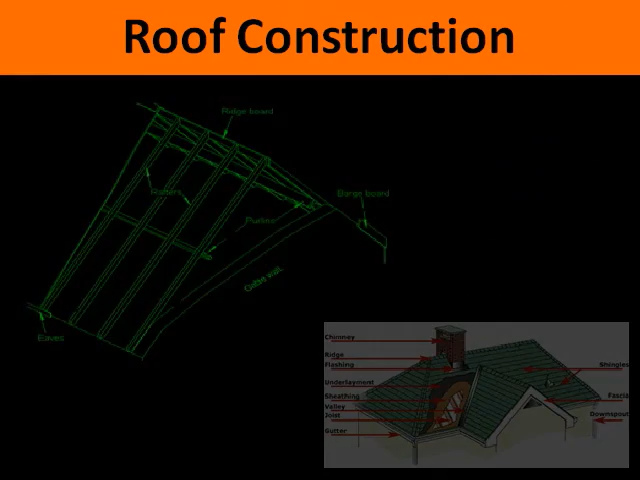 Roof Construction
Ridge board
Rafters
Barge board
Purlins
Gable wall
Eaves
Chimney
Ridge
Flashing
Underlayment
Sheathing
Valley
Joist
Gutter
Shingles
Fascia
Downspout